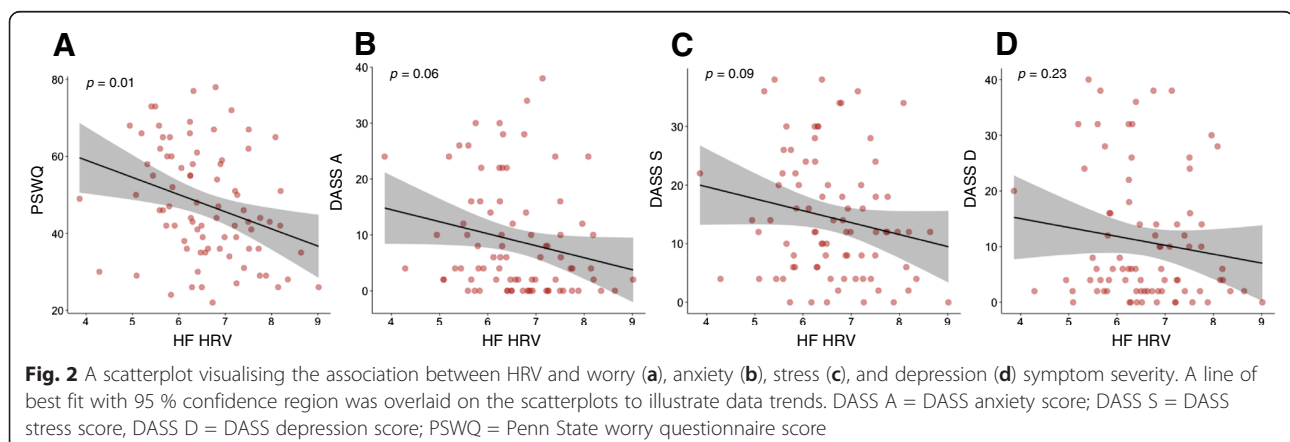 A
p = 0.01
80
60
40
20
PSWQ
4 5 6 7 8 9
HF HRV
B
p = 0.06
40
30
20
10
0
DASS A
4 5 6 7 8 9
HF HRV
C
p = 0.09
30
20
10
0
DASS S
4 5 6 7 8 9
HF HRV
D
p = 0.23
40
30
20
10
0
DASS D
4 5 6 7 8 9
HF HRV
Fig. 2 A scatterplot visualising the association between HRV and worry (a), anxiety (b), stress (c), and depression (d) symptom severity. A line of
best fit with 95 % confidence region was overlaid on the scatterplots to illustrate data trends. DASS A = DASS anxiety score; DASS S = DASS
stress score, DASS D = DASS depression score; PSWQ = Penn State worry questionnaire score